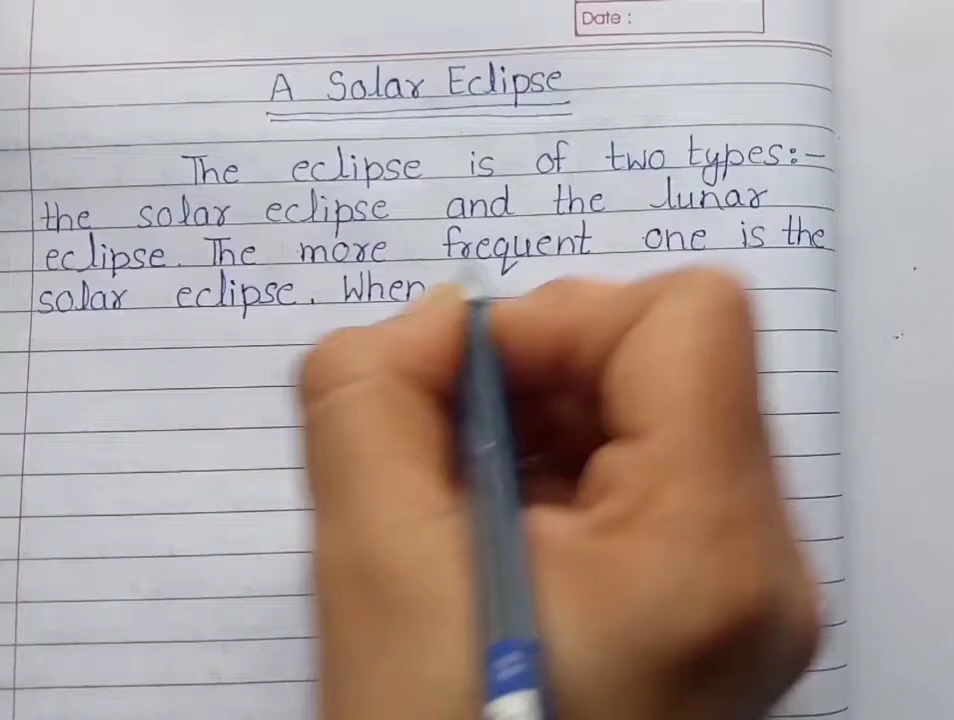 Date :
A Solar Eclipse
The eclipse is of two types:-
the solar eclipse and the lunar
eclipse. The more frequent one is the
solar eclipse. When